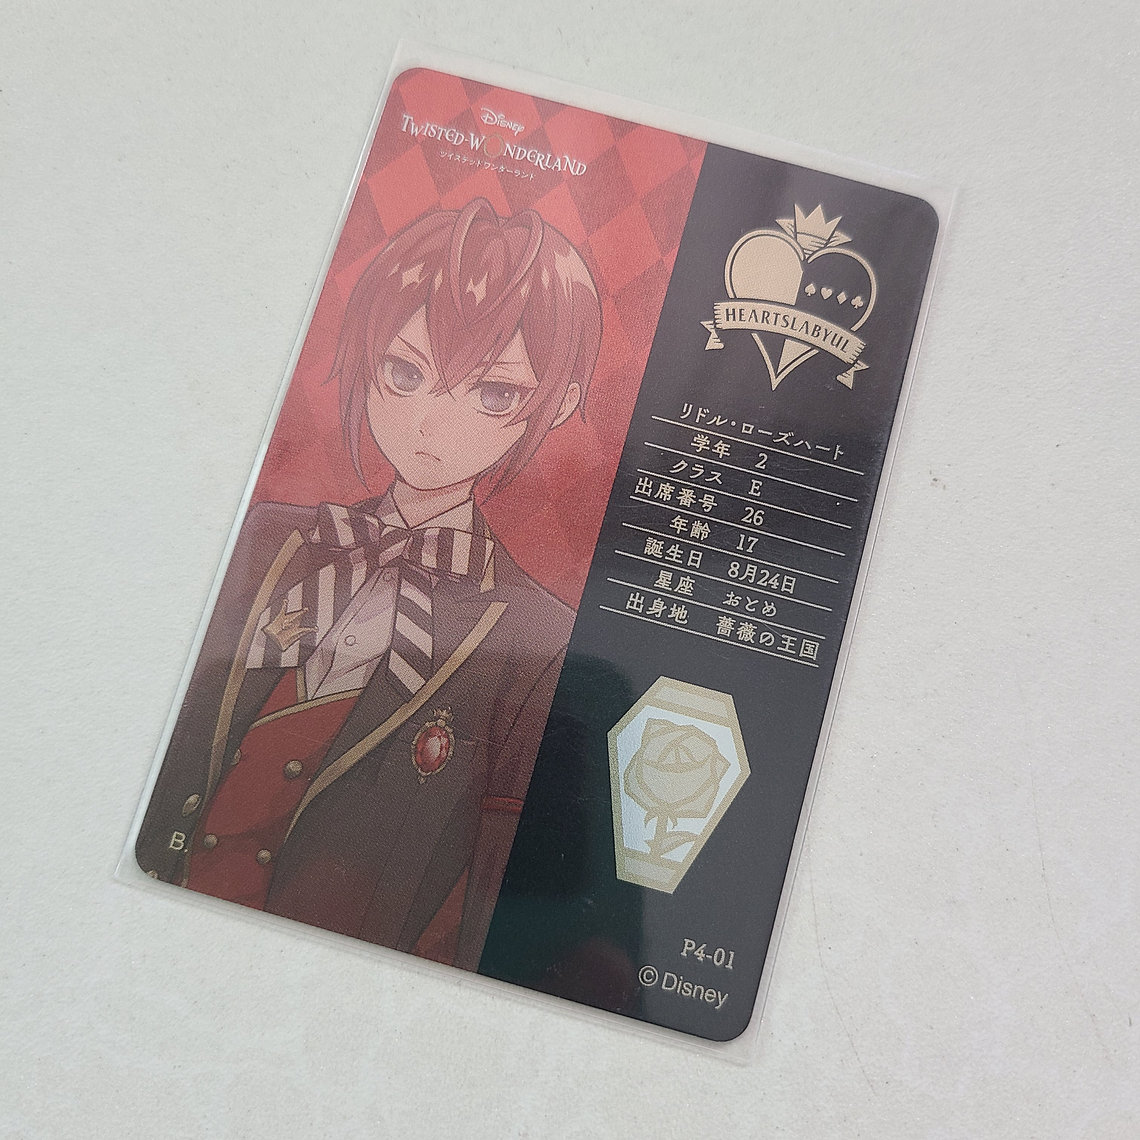 Disney
TWISTED-WONDERLAND
ツイステッドワンダーランド
HEARTSLABYUL
リドル・ローズハート
学年 2
クラス E
出席番号 26
年齢 17
誕生日 8月24日
星座 おとめ
出身地 薔薇の王国
B.
P4-01
©Disney